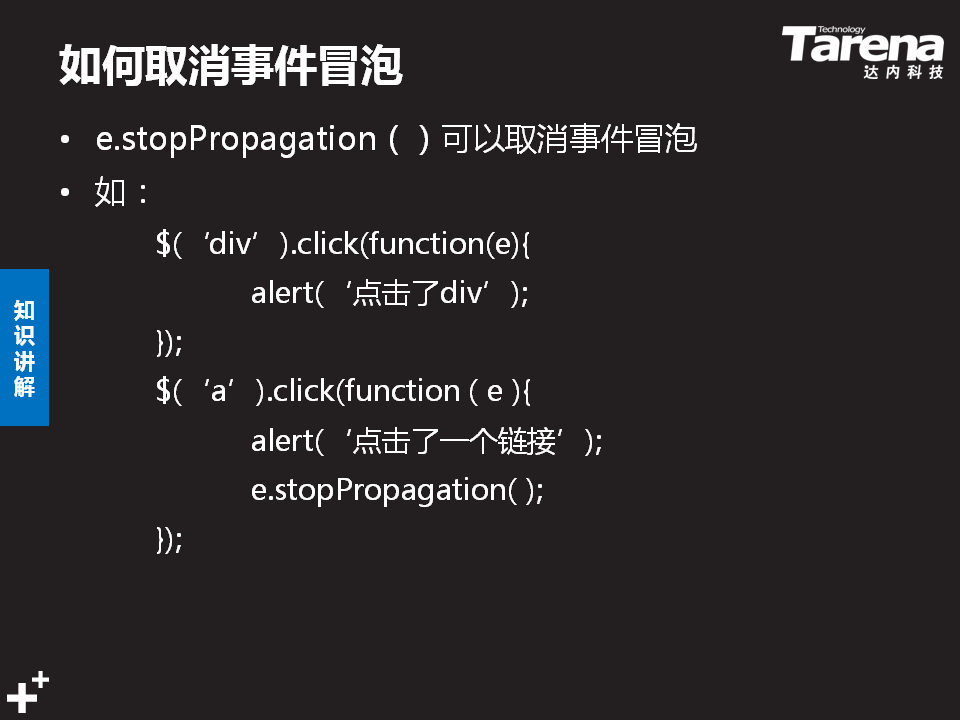 如何取消事件冒泡
Technology
Tarena
达内科技
• e.stopPropagation ( ) 可以取消事件冒泡
• 如：
$(‘div’).click(function(e){
alert(‘点击了div’);
});
$(‘a’).click(function ( e ){
alert(‘点击了一个链接’);
e.stopPropagation( );
});
知识讲解